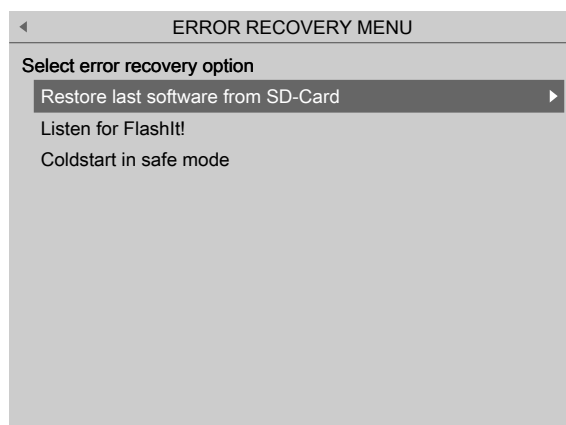 ERROR RECOVERY MENU
Select error recovery option
Restore last software from SD-Card
Listen for FlashIt!
Coldstart in safe mode